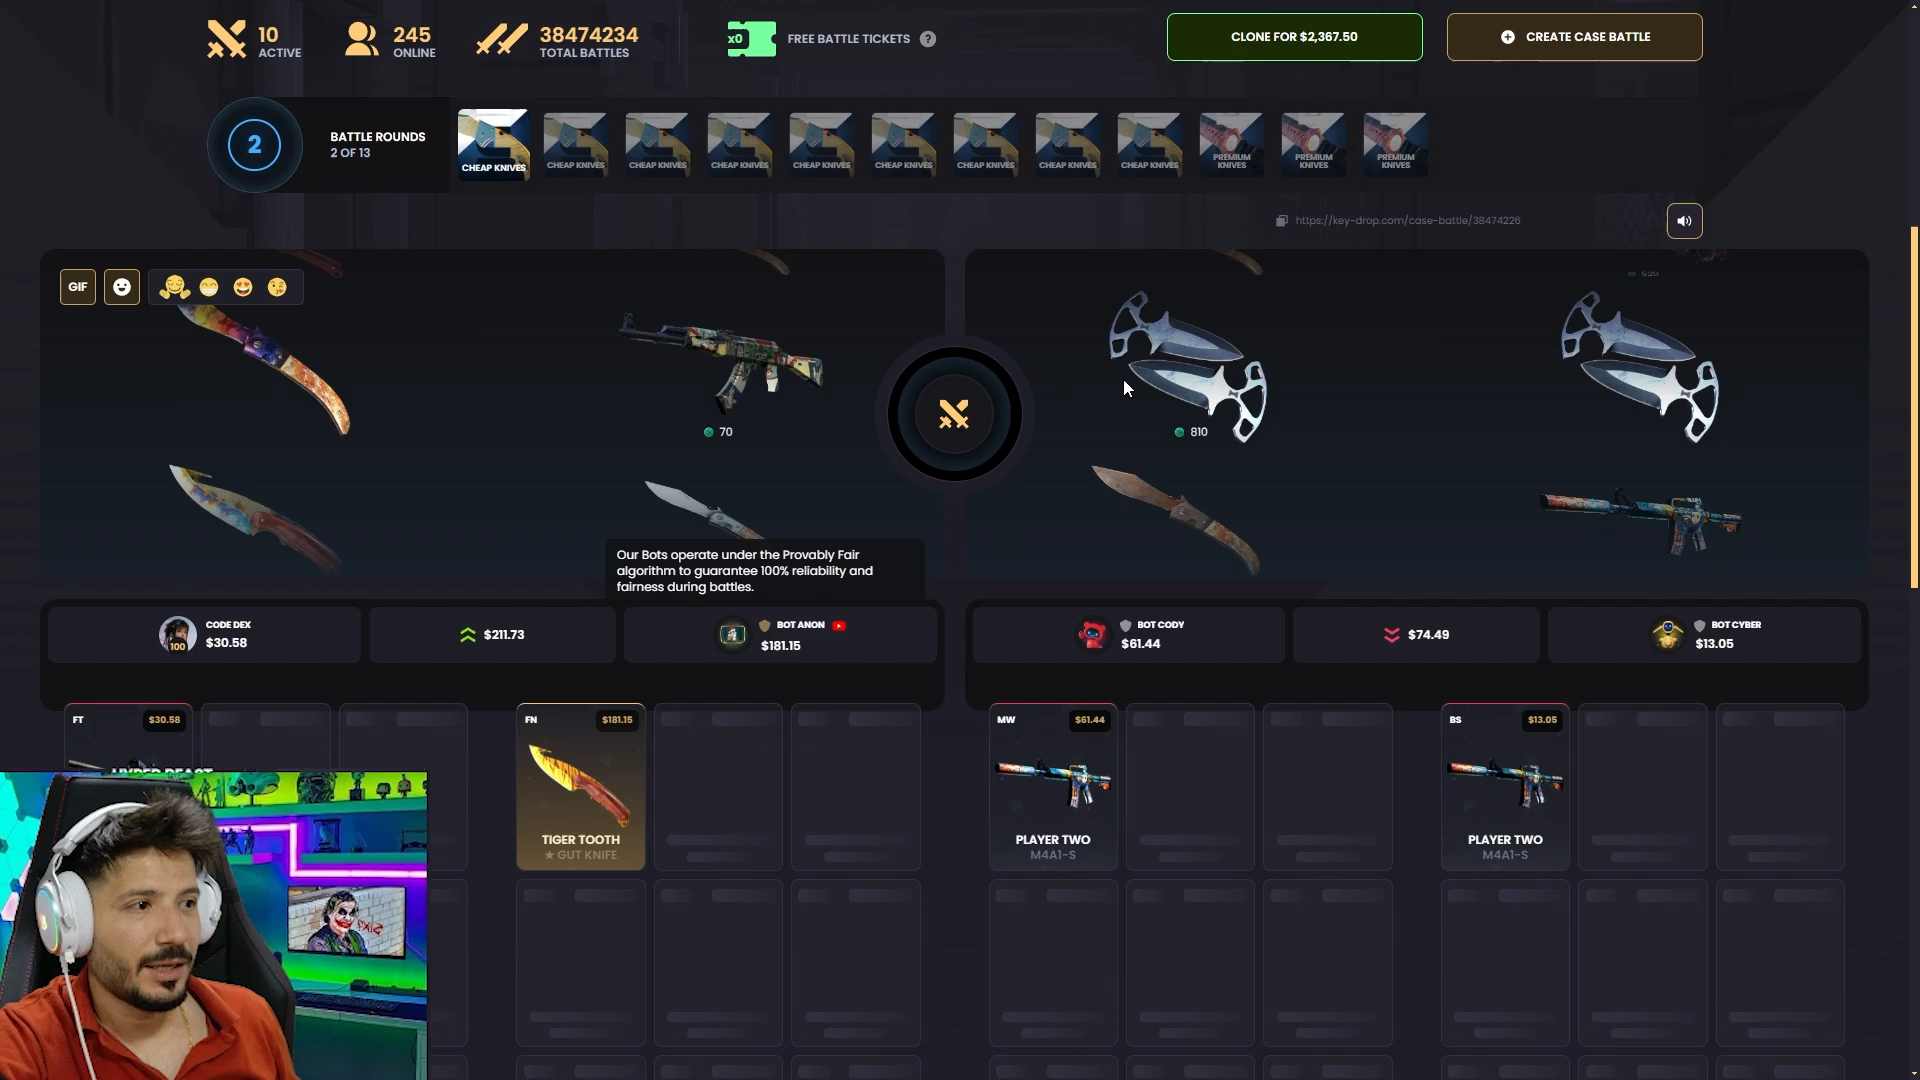 10
ACTIVE
245
ONLINE
38474234
TOTAL BATTLES
x0
FREE BATTLE TICKETS ?
CLONE FOR $2,367.50
CREATE CASE BATTLE
2
BATTLE ROUNDS
2 OF 13
CHEAP KNIVES
CHEAP KNIVES
CHEAP KNIVES
CHEAP KNIVES
CHEAP KNIVES
CHEAP KNIVES
CHEAP KNIVES
CHEAP KNIVES
CHEAP KNIVES
PREMIUM
KNIVES
PREMIUM
KNIVES
PREMIUM
KNIVES
https://key-drop.com/case-battle/38474226
GIF
520
70
810
Our Bots operate under the Provably Fair
algorithm to guarantee 100% reliability and
fairness during battles.
100
CODE DEX
$30.58
$211.73
BOT ANON
$181.15
BOT CODY
$61.44
$74.49
BOT CYBER
$13.05
FT $30.58
HYPER BEAST
FN $181.15
TIGER TOOTH
★ GUT KNIFE
MW $61.44
PLAYER TWO
M4A1-S
BS $13.05
PLAYER TWO
M4A1-S